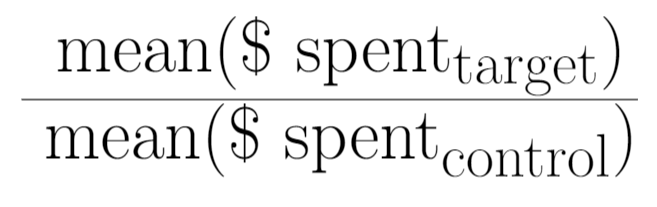 mean($ spent_target)
mean($ spent_control)